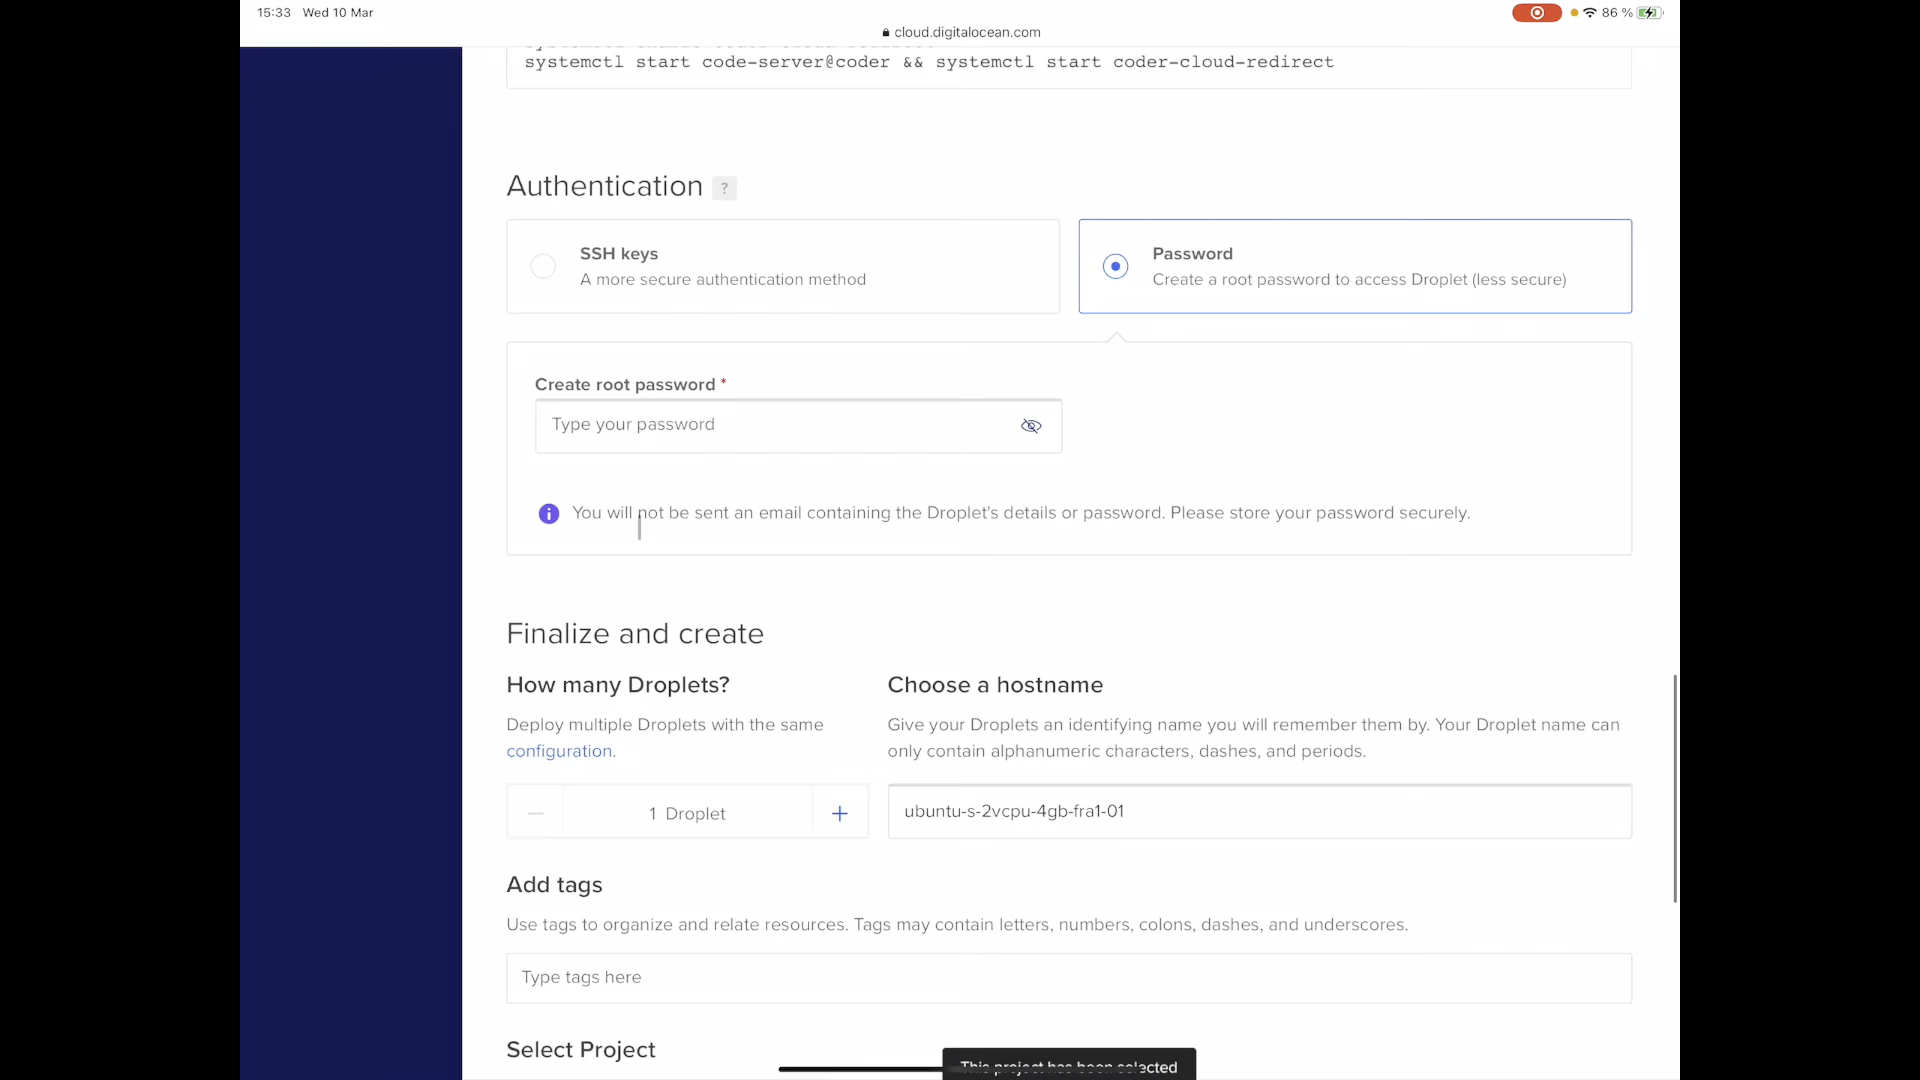 15:33 Wed 10 Mar
86 %
cloud.digitalocean.com
systemctl start code-server@coder && systemctl start coder-cloud-redirect
Authentication ?
SSH keys
A more secure authentication method
Password
Create a root password to access Droplet (less secure)
Create root password *
Type your password
You will not be sent an email containing the Droplet's details or password. Please store your password securely.
Finalize and create
How many Droplets?
Deploy multiple Droplets with the same
configuration.
1 Droplet
Choose a hostname
Give your Droplets an identifying name you will remember them by. Your Droplet name can
only contain alphanumeric characters, dashes, and periods.
ubuntu-s-2vcpu-4gb-fra1-01
Add tags
Use tags to organize and relate resources. Tags may contain letters, numbers, colons, dashes, and underscores.
Type tags here
Select Project
This project has been selected